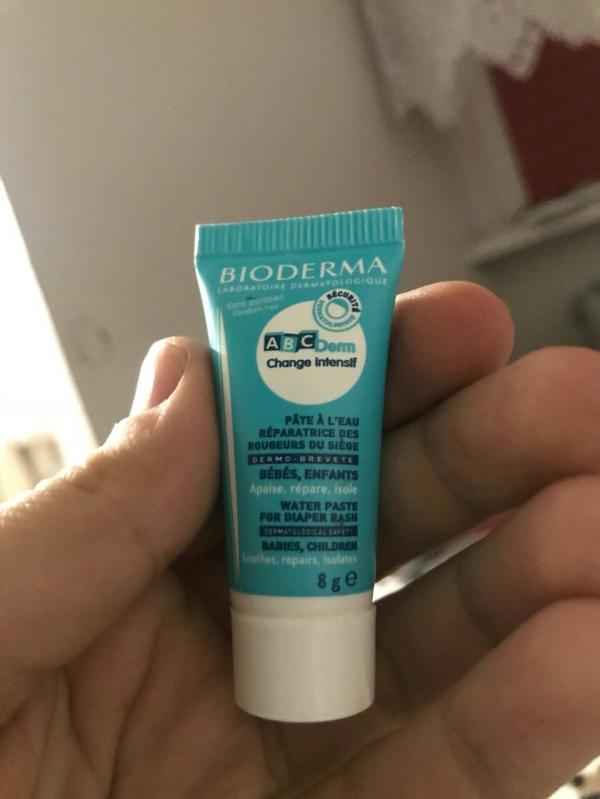 BIODERMA
LABORATOIRE DERMATOLOGIQUE
Sans paraben
Paraben free
SÉCURITÉ
DERMATOLOGIQUE
ABCDerm
Change Intensif
PÂTE À L'EAU
RÉPARATRICE DES
ROUGEURS DU SIÈGE
DERMO-BREVETÉ
BÉBÉS, ENFANTS
Apaise, répare, isole
WATER PASTE
FOR DIAPER RASH
DERMATOLOGICAL SAFETY
BABIES, CHILDREN
Soothes, repairs, isolates
8 g e